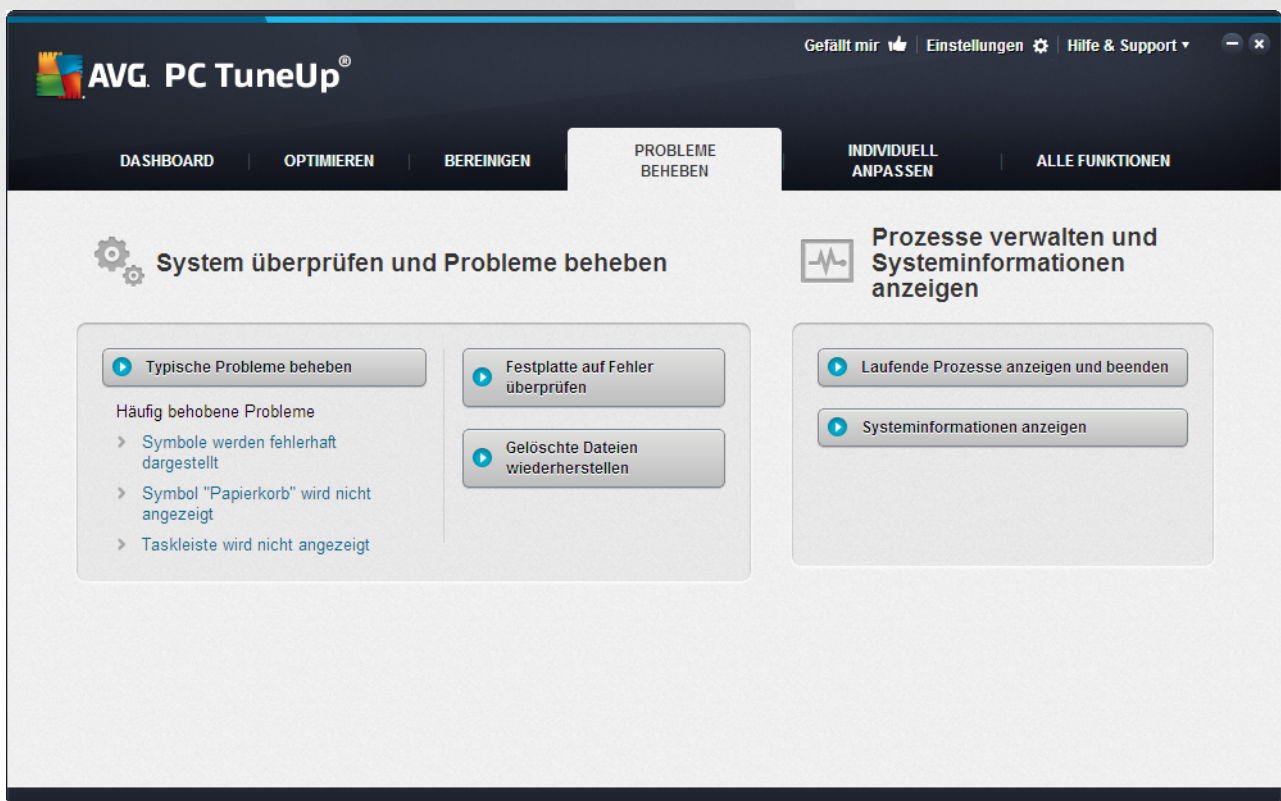 Gefällt mir
Einstellungen
Hilfe & Support
AVG. PC TuneUp®
DASHBOARD
OPTIMIEREN
BEREINIGEN
PROBLEME
BEHEBEN
INDIVIDUELL
ANPASSEN
ALLE FUNKTIONEN
System überprüfen und Probleme beheben
Typische Probleme beheben
Häufig behobene Probleme
Symbole werden fehlerhaft
dargestellt
Symbol "Papierkorb" wird nicht
angezeigt
Taskleiste wird nicht angezeigt
Festplatte auf Fehler
überprüfen
Gelöschte Dateien
wiederherstellen
Prozesse verwalten und
Systeminformationen
anzeigen
Laufende Prozesse anzeigen und beenden
Systeminformationen anzeigen